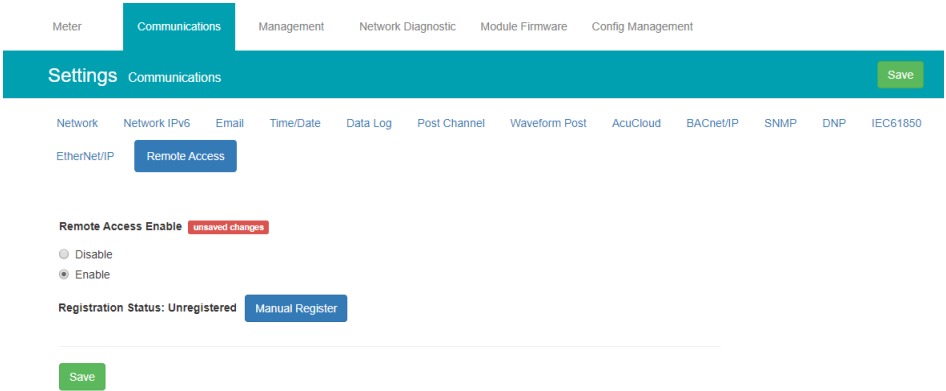 Meter Communications Management Network Diagnostic Module Firmware Config Management
Settings Communications Save
Network Network IPv6 Email Time/Date Data Log Post Channel Waveform Post AcuCloud BACnet/IP SNMP DNP IEC61850
EtherNet/IP Remote Access
Remote Access Enable unsaved changes
Disable
Enable
Registration Status: Unregistered Manual Register
Save